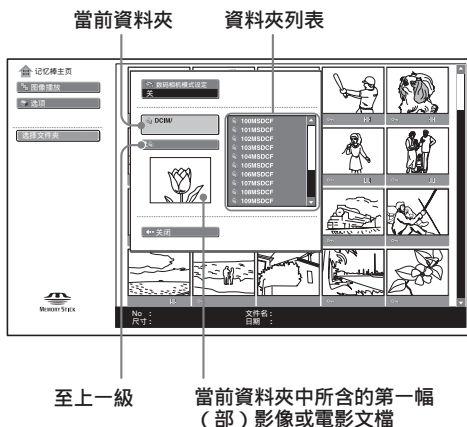 當前資料夾
資料夾列表
记忆棒主页
图像播放
选项
选择文件夹
数码相机模式设定
关
DCIM/
100MSDCF
101MSDCF
102MSDCF
103MSDCF
104MSDCF
105MSDCF
106MSDCF
107MSDCF
108MSDCF
109MSDCF
关闭
MEMORY STICK
No :
文件名:
尺寸:
日期 :
至上一級
當前資料夾中所含的第一幅
(部)影像或電影文檔